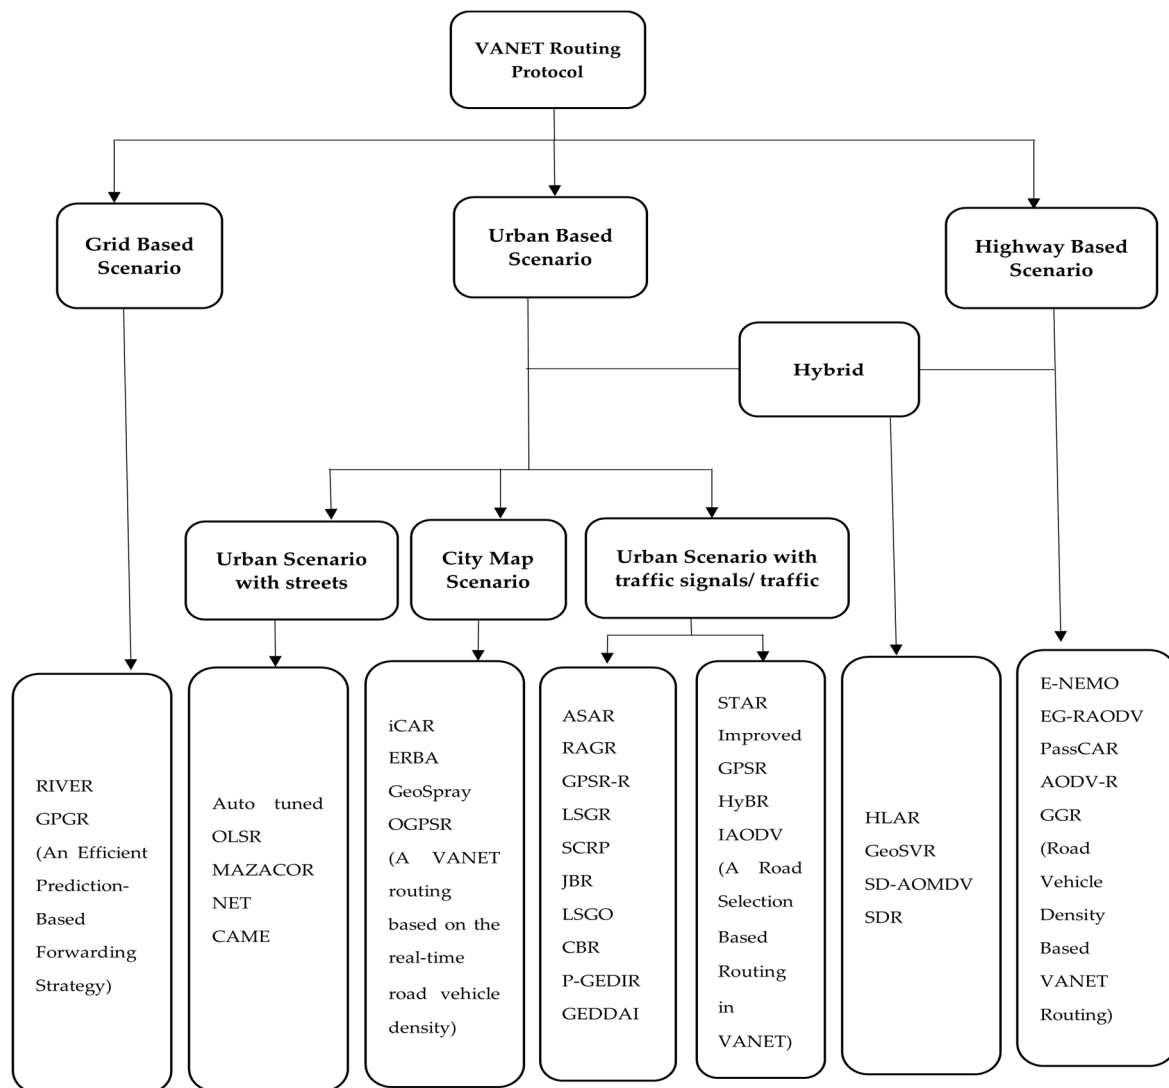 VANET Routing
Protocol
Grid Based
Scenario
Urban Based
Scenario
Highway Based
Scenario
Hybrid
Urban Scenario
with streets
City Map
Scenario
Urban Scenario with
traffic signals/ traffic
RIVER
GPGR
(An Efficient
Prediction-
Based
Forwarding
Strategy)
Auto tuned
OLSR
MAZACOR
NET
CAME
iCAR
ERBA
GeoSpray
OGPSR
(A VANET
routing
based on the
real-time
road vehicle
density)
ASAR
RAGR
GPSR-R
LSGR
SCRP
JBR
LSGO
CBR
P-GEDIR
GEDDAI
STAR
Improved
GPSR
HyBR
IAODV
(A Road
Selection
Based
Routing
in
VANET)
HLAR
GeoSVR
SD-AOMDV
SDR
E-NEMO
EG-RAODV
PassCAR
AODV-R
GGR
(Road
Vehicle
Density
Based
VANET
Routing)